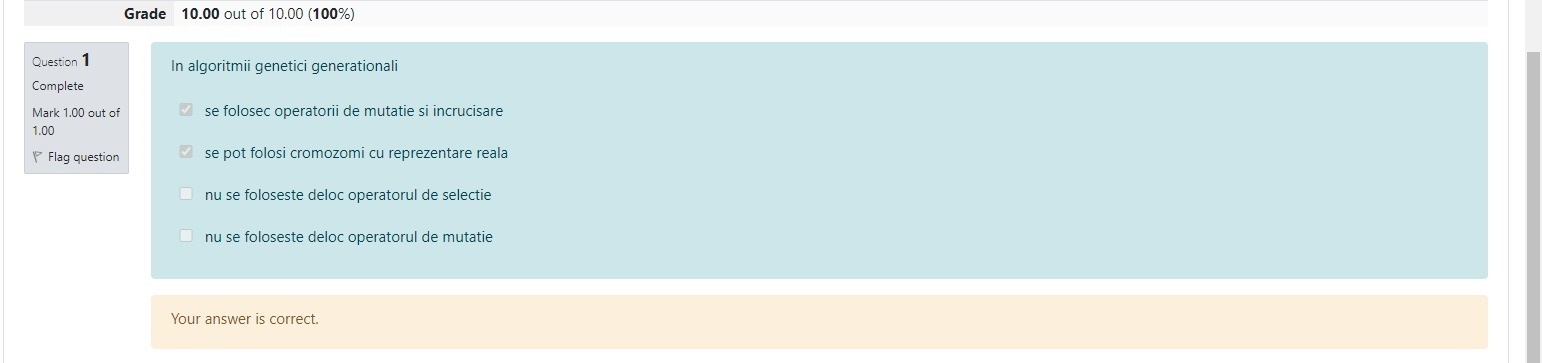 Grade 10.00 out of 10.00 (100%)
Question 1
Complete
Mark 1.00 out of
1.00
Flag question
In algoritmii genetici generationali
se folosec operatorii de mutatie si incrucisare
se pot folosi cromozomi cu reprezentare reala
nu se foloseste deloc operatorul de selectie
nu se foloseste deloc operatorul de mutatie
Your answer is correct.